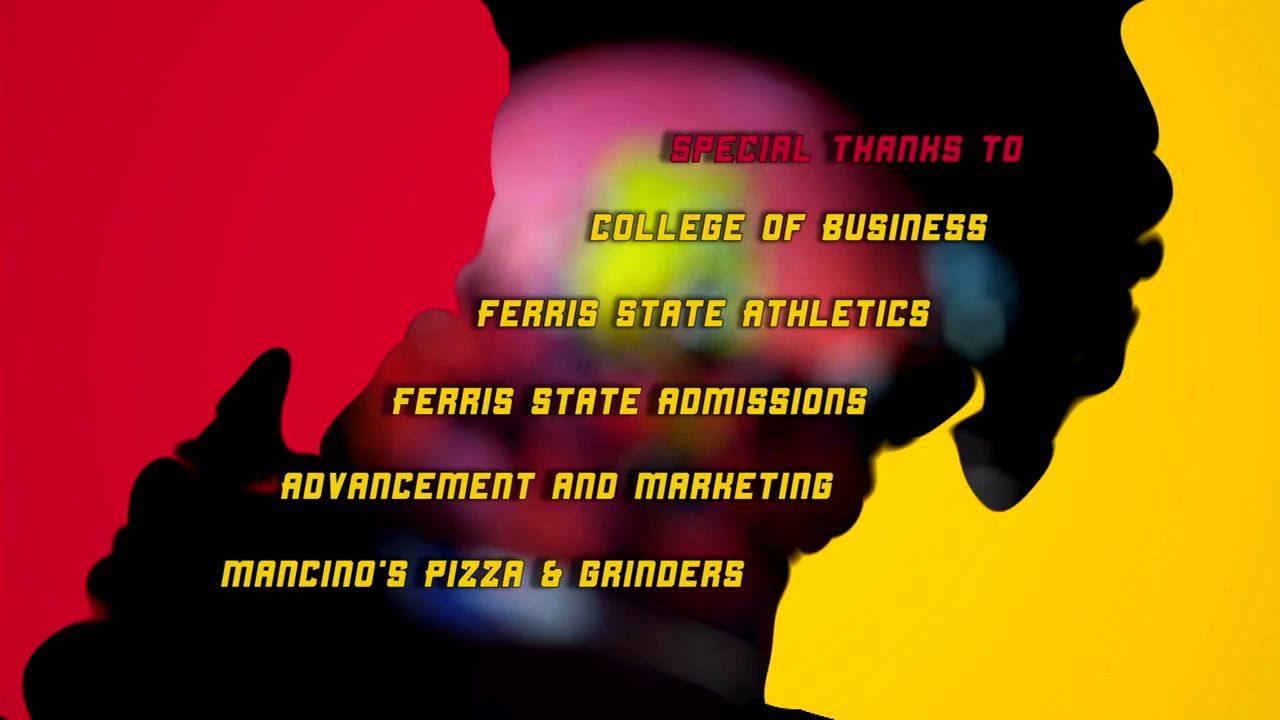 SPECIAL THANKS TO
COLLEGE OF BUSINESS
FERRIS STATE ATHLETICS
FERRIS STATE ADMISSIONS
ADVANCEMENT AND MARKETING
MANCINO'S PIZZA & GRINDERS